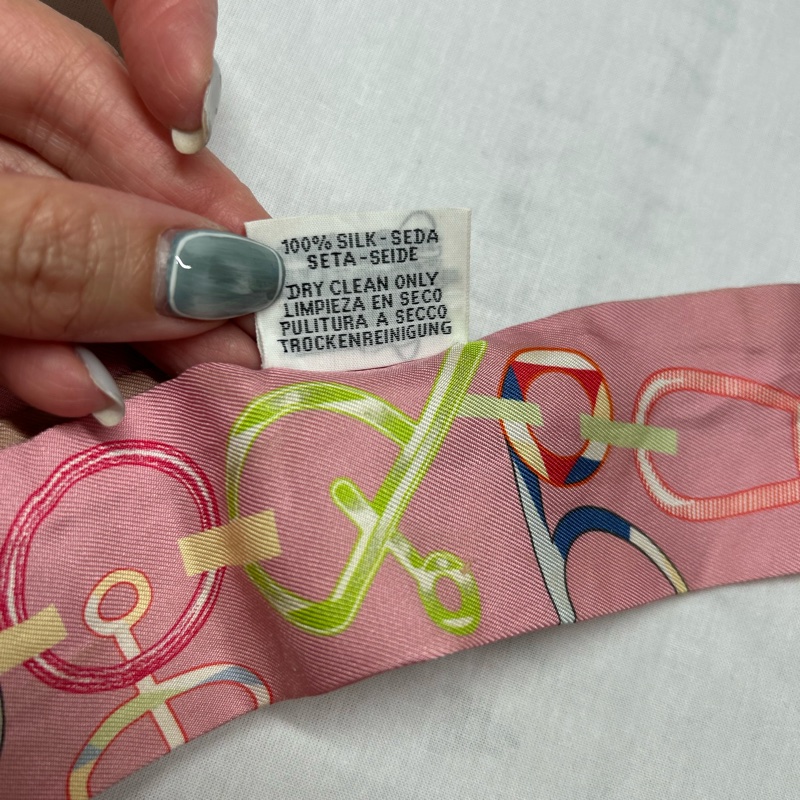 100% SILK-SEDA
SETA-SEIDE
DRY CLEAN ONLY
LIMPIEZA EN SECO
PULITURA A SECCO
TROCKENREINIGUNG